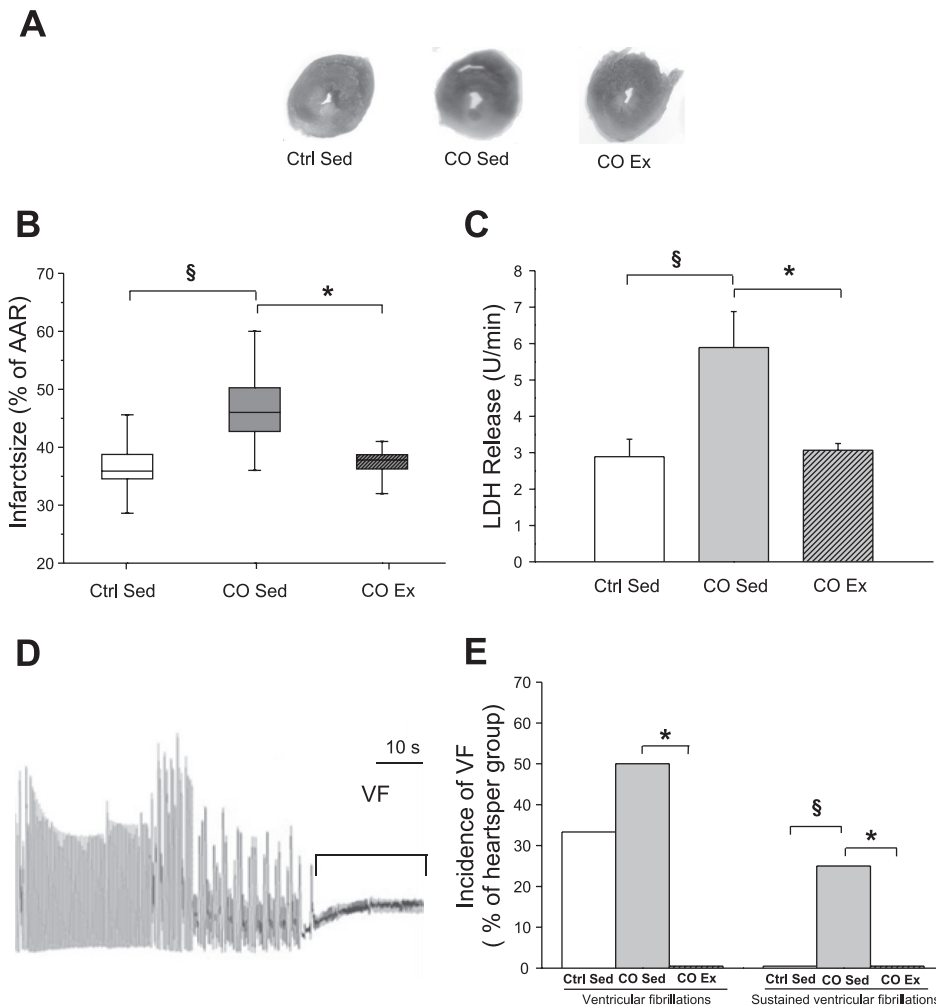 A
Ctrl Sed CO Sed CO Ex
B
Infarctsize (% of AAR)
70
60
50
40
30
20
§
*
Ctrl Sed CO Sed CO Ex
C
LDH Release (U/min)
8
7
6
5
4
3
2
1
0
§
*
Ctrl Sed CO Sed CO Ex
D
10 s
VF
E
Incidence of VF
( % of heartsper group)
70
60
50
40
30
20
10
0
*
§
*
Ctrl Sed CO Sed CO Ex Ctrl Sed CO Sed CO Ex
Ventricular fibrillations Sustained ventricular fibrillations